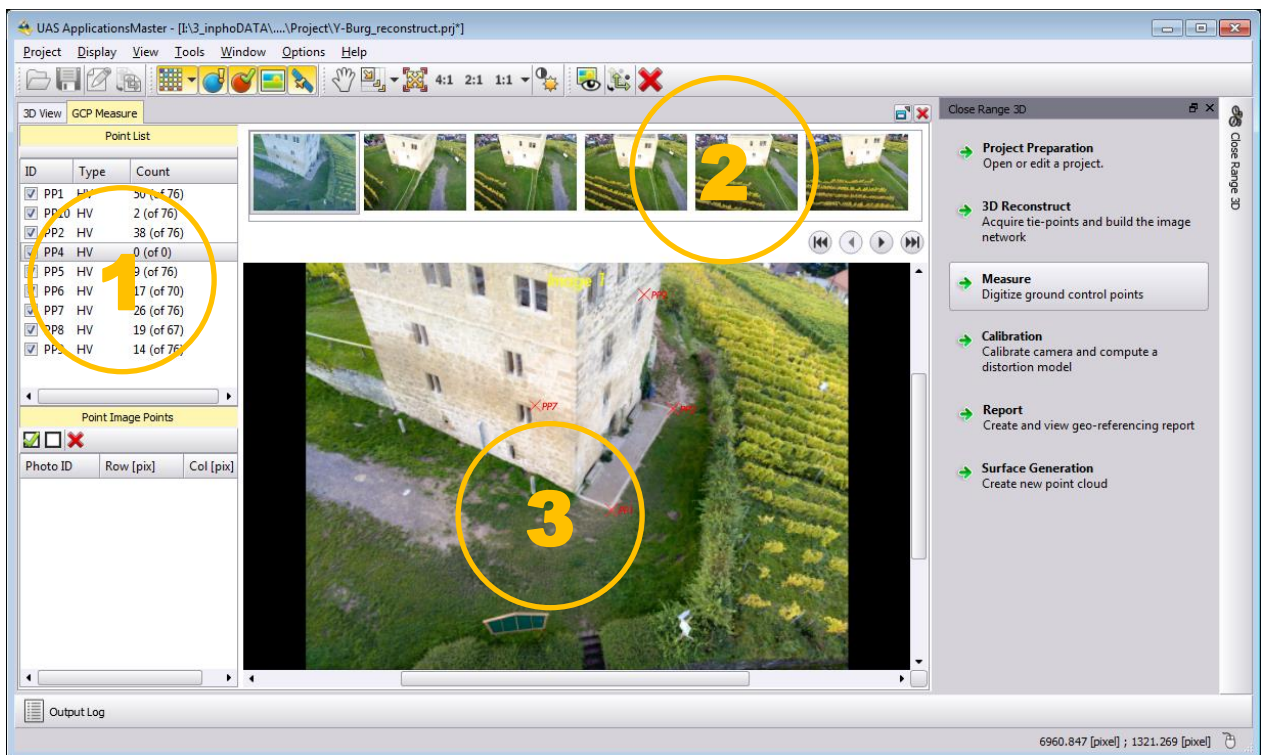 UAS ApplicationsMaster - [I:\3_inphoDATA\....\Project\Y-Burg_reconstruct.prj*]
Project Display View Tools Window Options Help
4:1 2:1 1:1
3D View GCP Measure
Point List
ID Type Count
PP1 HV 50 (of 76)
PP10 HV 2 (of 76)
PP2 HV 38 (of 76)
PP4 HV 0 (of 0)
PP5 HV 9 (of 76)
PP6 HV 17 (of 70)
PP7 HV 26 (of 76)
PP8 HV 19 (of 67)
HV 14 (of 76)
1
Point Image Points
Photo ID Row [pix] Col [pix]
2
Image 1
PP7
3
Close Range 3D
Project Preparation
Open or edit a project.
3D Reconstruct
Acquire tie-points and build the image
network
Measure
Digitize ground control points
Calibration
Calibrate camera and compute a
distortion model
Report
Create and view geo-referencing report
Surface Generation
Create new point cloud
Close Range 3D
Output Log
6960.847 [pixel] ; 1321.269 [pixel]